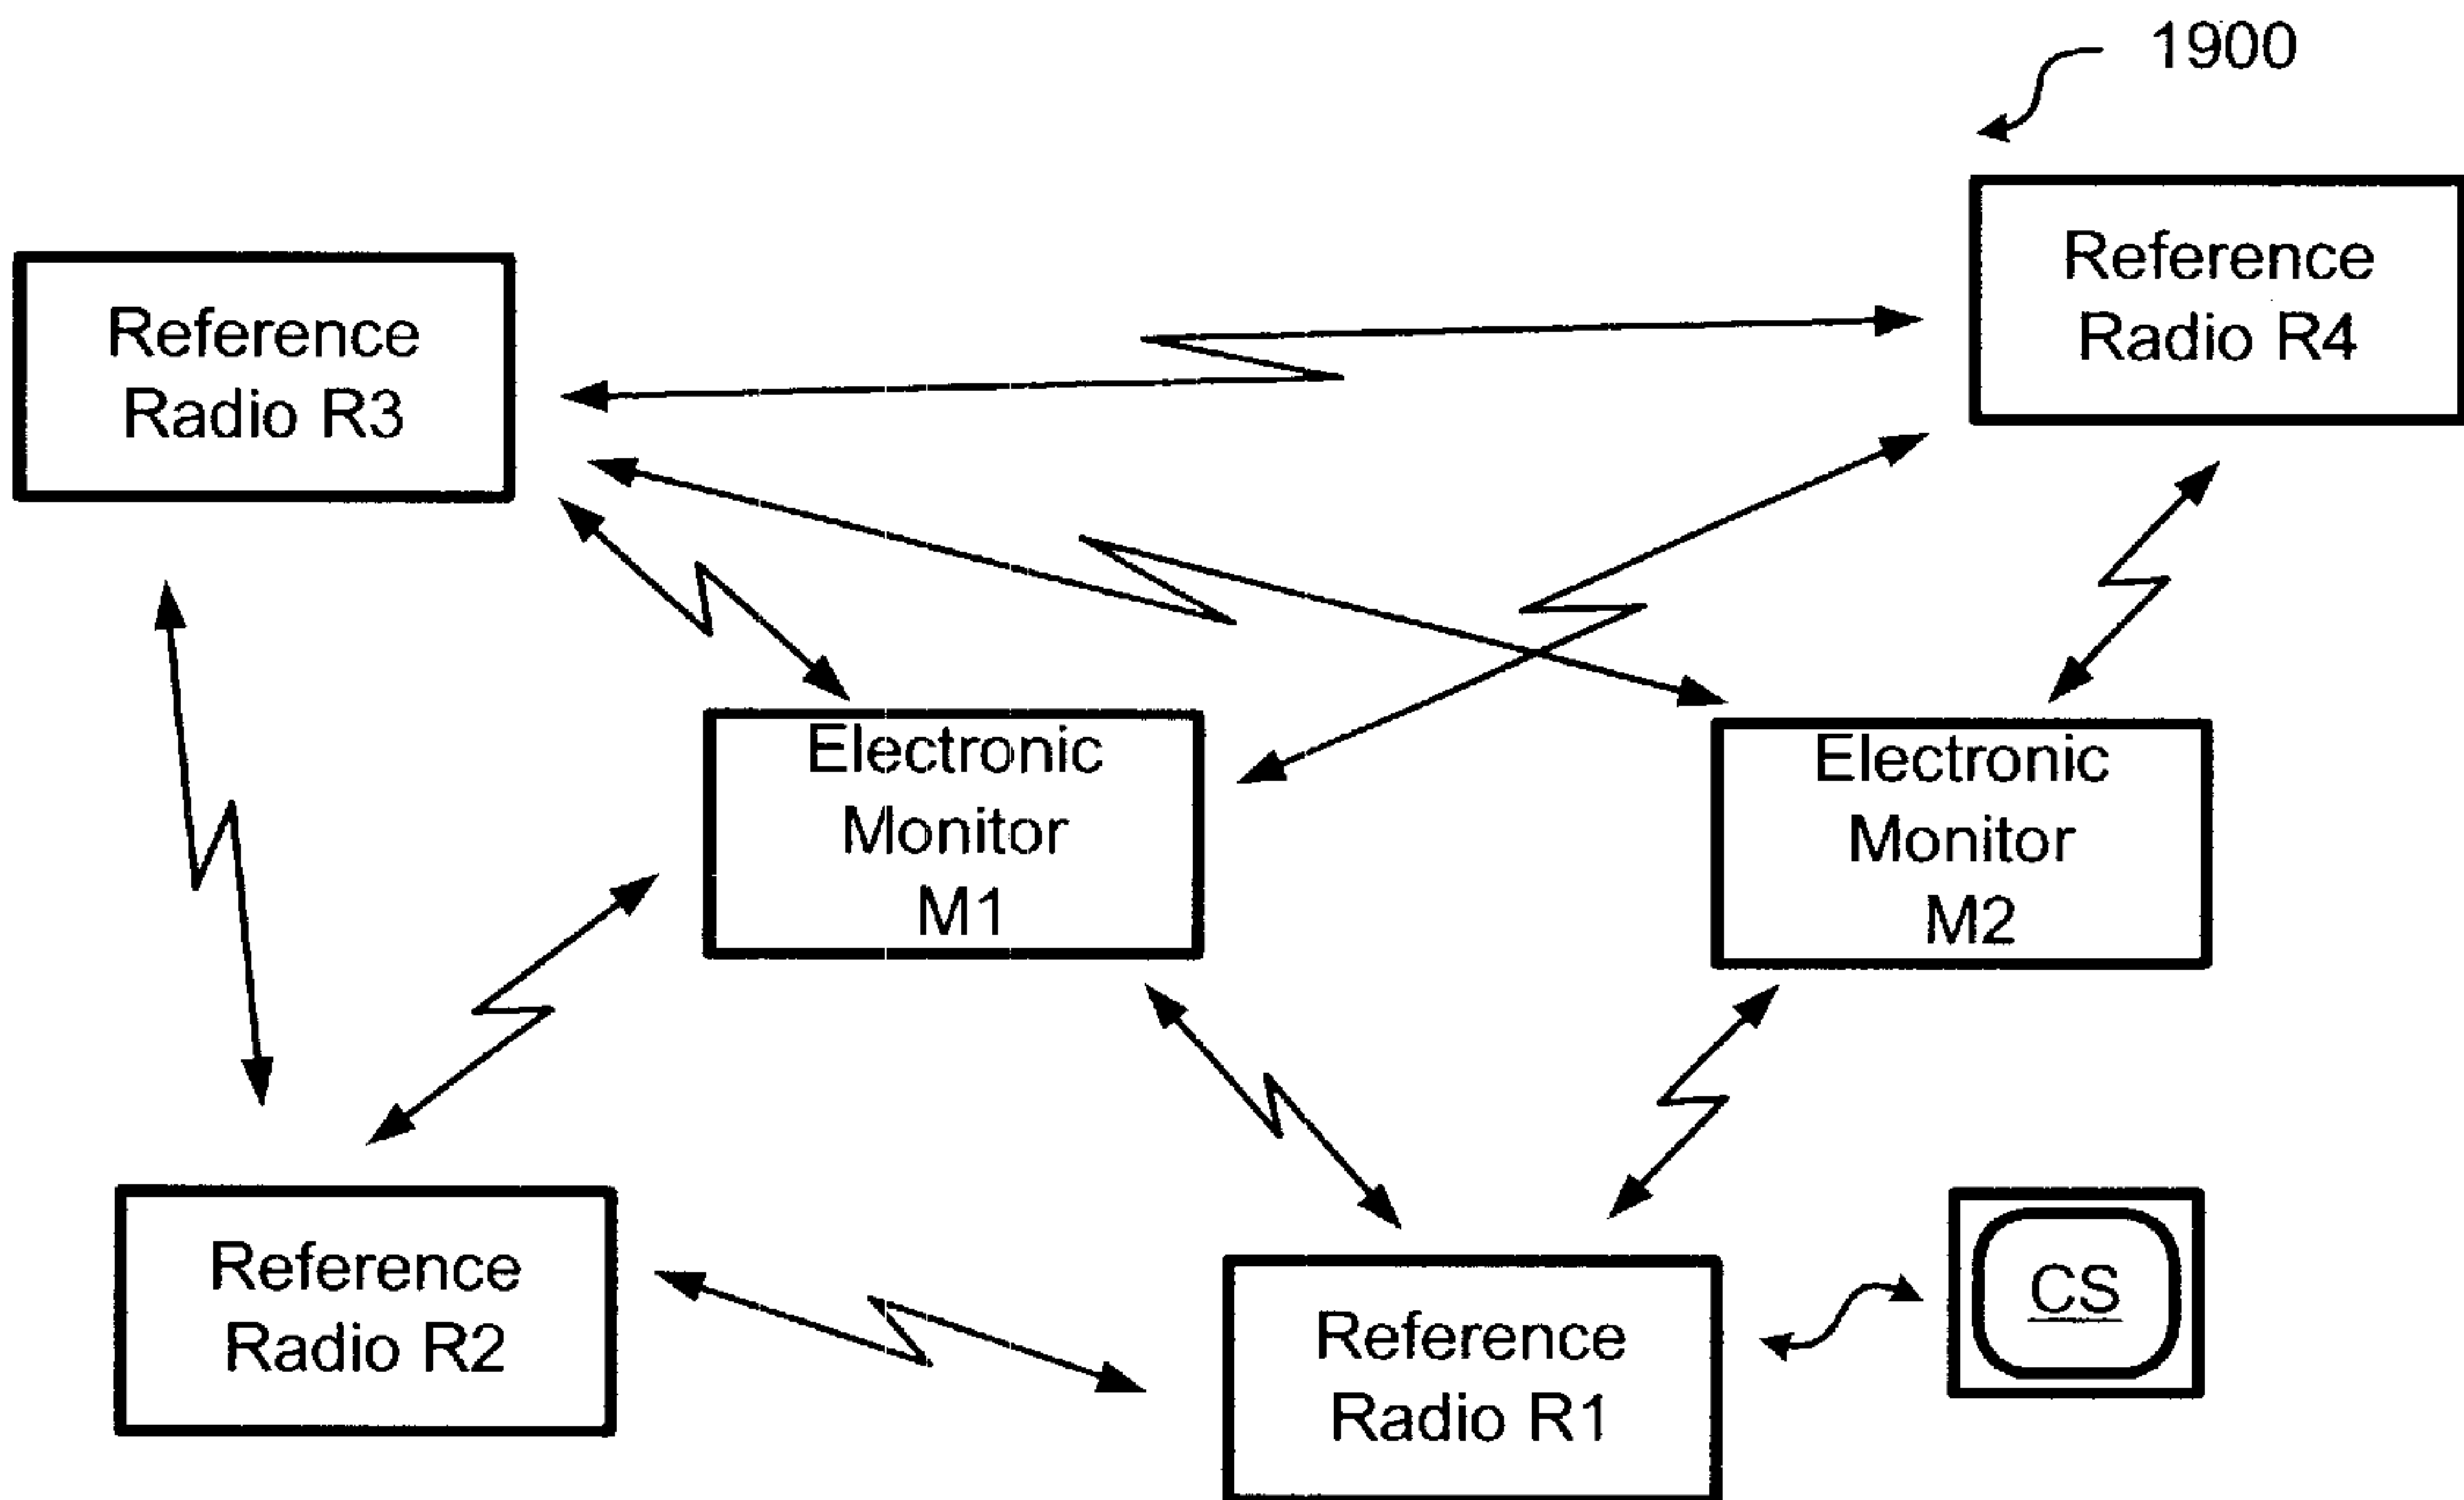 1900
Reference
Radio R4
Reference
Radio R3
Electronic
Monitor
M1
Electronic
Monitor
M2
Reference
Radio R2
Reference
Radio R1
CS